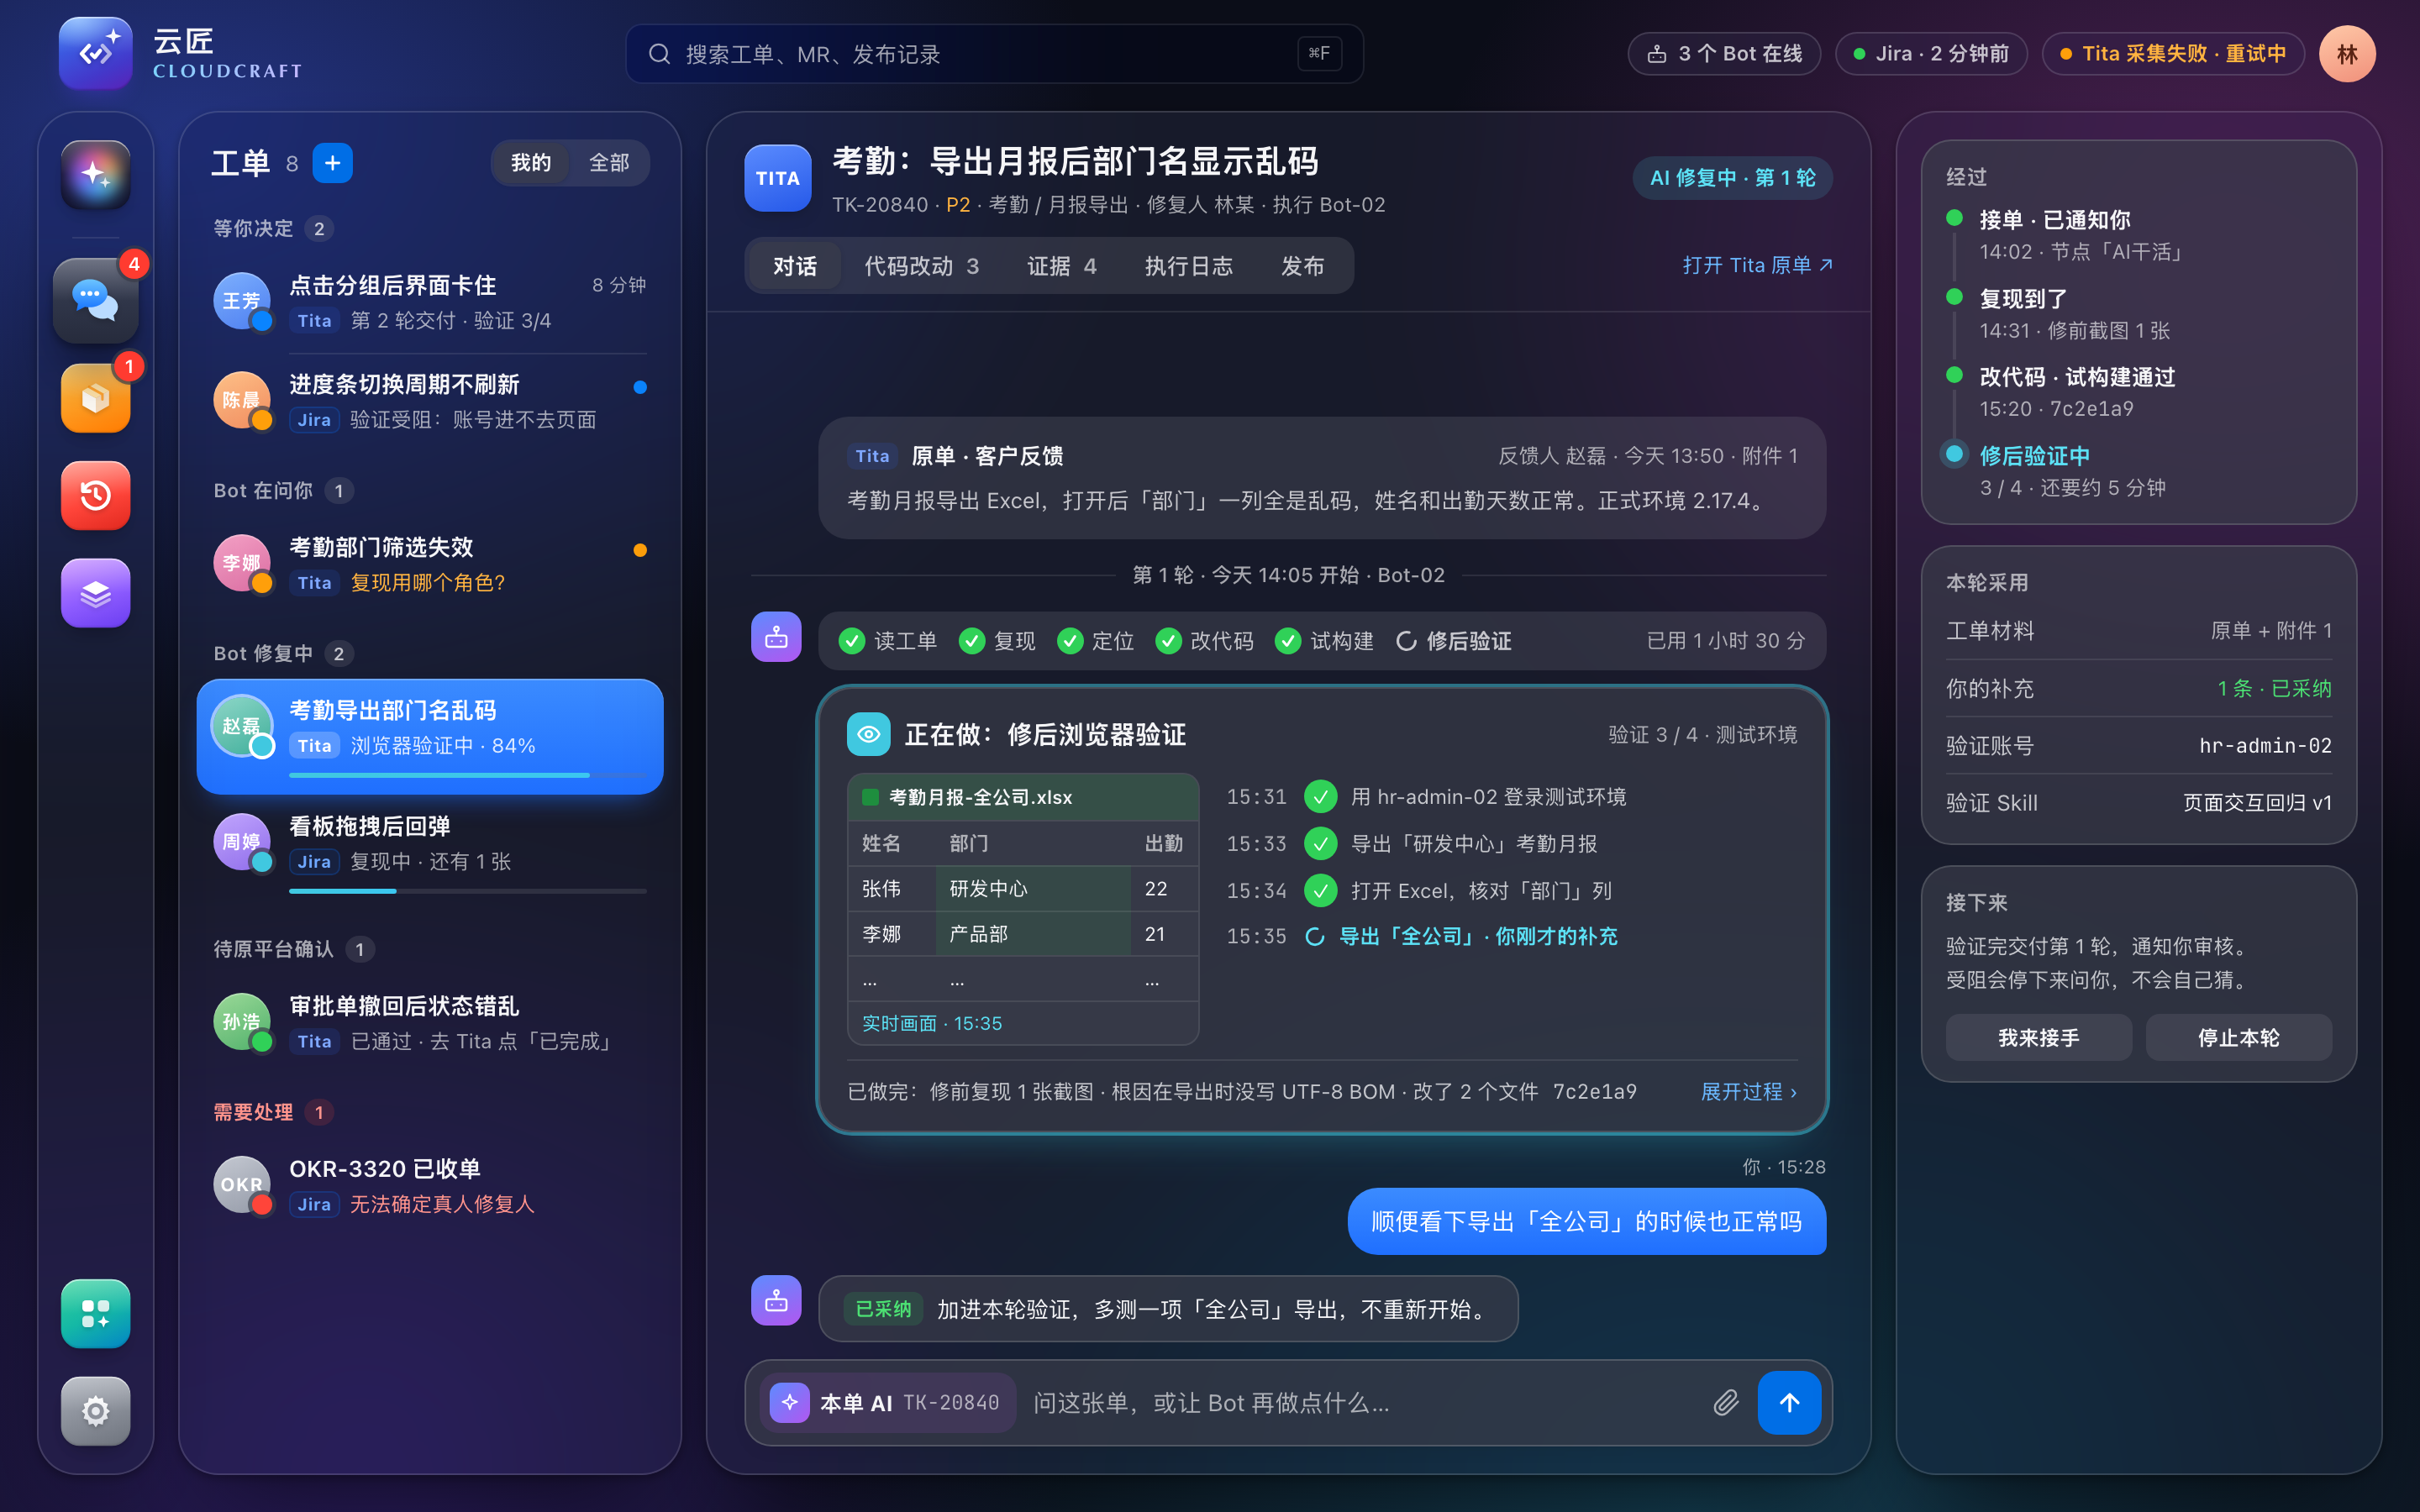 云匠
CLOUDCRAFT
搜索工单、MR、发布记录
⌘F
3 个 Bot 在线
Jira · 2 分钟前
Tita 采集失败 · 重试中
林
4
1
工单 8
我的
全部
等你决定 2
王芳
点击分组后界面卡住
8 分钟
Tita 第 2 轮交付 · 验证 3/4
陈晨
进度条切换周期不刷新
Jira 验证受阻：账号进不去页面
Bot 在问你 1
李娜
考勤部门筛选失效
Tita 复现用哪个角色?
Bot 修复中 2
赵磊
考勤导出部门名乱码
Tita 浏览器验证中 · 84%
周婷
看板拖拽后回弹
Jira 复现中 · 还有 1 张
待原平台确认 1
孙浩
审批单撤回后状态错乱
Tita 已通过 · 去 Tita 点「已完成」
需要处理 1
OKR
OKR-3320 已收单
Jira 无法确定真人修复人
TITA
考勤：导出月报后部门名显示乱码
TK-20840 · P2 · 考勤 / 月报导出 · 修复人 林某 · 执行 Bot-02
AI 修复中 · 第 1 轮
对话
代码改动 3
证据 4
执行日志
发布
打开 Tita 原单 ↗
Tita 原单 · 客户反馈
反馈人 赵磊 · 今天 13:50 · 附件 1
考勤月报导出 Excel，打开后「部门」一列全是乱码，姓名和出勤天数正常。正式环境 2.17.4。
第 1 轮 · 今天 14:05 开始 · Bot-02
读工单
复现
定位
改代码
试构建
修后验证
已用 1 小时 30 分
正在做：修后浏览器验证
验证 3 / 4 · 测试环境
考勤月报-全公司.xlsx
姓名 部门 出勤
张伟 研发中心 22
李娜 产品部 21
… … …
实时画面 · 15:35
15:31 用 hr-admin-02 登录测试环境
15:33 导出「研发中心」考勤月报
15:34 打开 Excel，核对「部门」列
15:35 导出「全公司」· 你刚才的补充
已做完：修前复现 1 张截图 · 根因在导出时没写 UTF-8 BOM · 改了 2 个文件 7c2e1a9
展开过程 ›
你 · 15:28
顺便看下导出「全公司」的时候也正常吗
已采纳 加进本轮验证，多测一项「全公司」导出，不重新开始。
本单 AI TK-20840
问这张单，或让 Bot 再做点什么…
经过
接单 · 已通知你
14:02 · 节点「AI干活」
复现到了
14:31 · 修前截图 1 张
改代码 · 试构建通过
15:20 · 7c2e1a9
修后验证中
3 / 4 · 还要约 5 分钟
本轮采用
工单材料 原单 + 附件 1
你的补充 1 条 · 已采纳
验证账号 hr-admin-02
验证 Skill 页面交互回归 v1
接下来
验证完交付第 1 轮，通知你审核。
受阻会停下来问你，不会自己猜。
我来接手
停止本轮